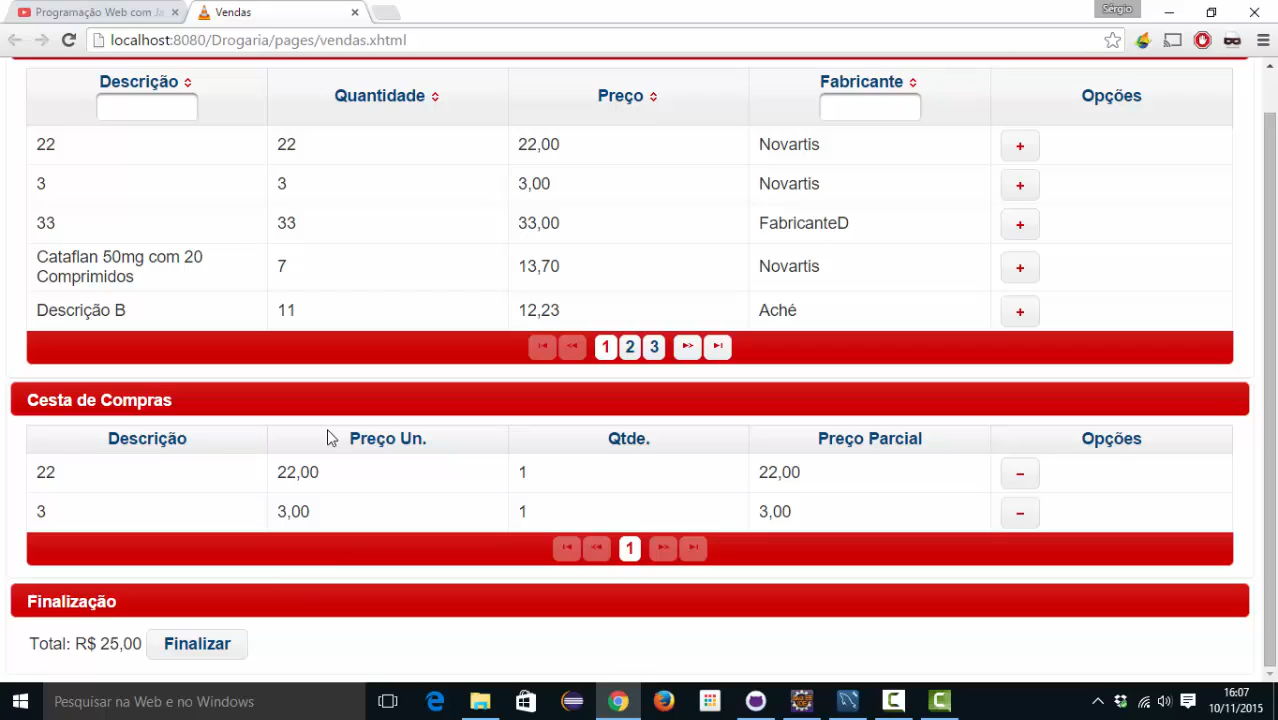 Programação Web com Ja
Vendas
Sérgio
localhost:8080/Drogaria/pages/vendas.xhtml
Descrição Quantidade Preço Fabricante Opções
22 22 22,00 Novartis +
3 3 3,00 Novartis +
33 33 33,00 FabricanteD +
Cataflan 50mg com 20
Comprimidos 7 13,70 Novartis +
Descrição B 11 12,23 Aché +
1 2 3
Cesta de Compras
Descrição Preço Un. Qtde. Preço Parcial Opções
22 22,00 1 22,00 -
3 3,00 1 3,00 -
1
Finalização
Total: R$ 25,00 Finalizar
Pesquisar na Web e no Windows
16:07
10/11/2015